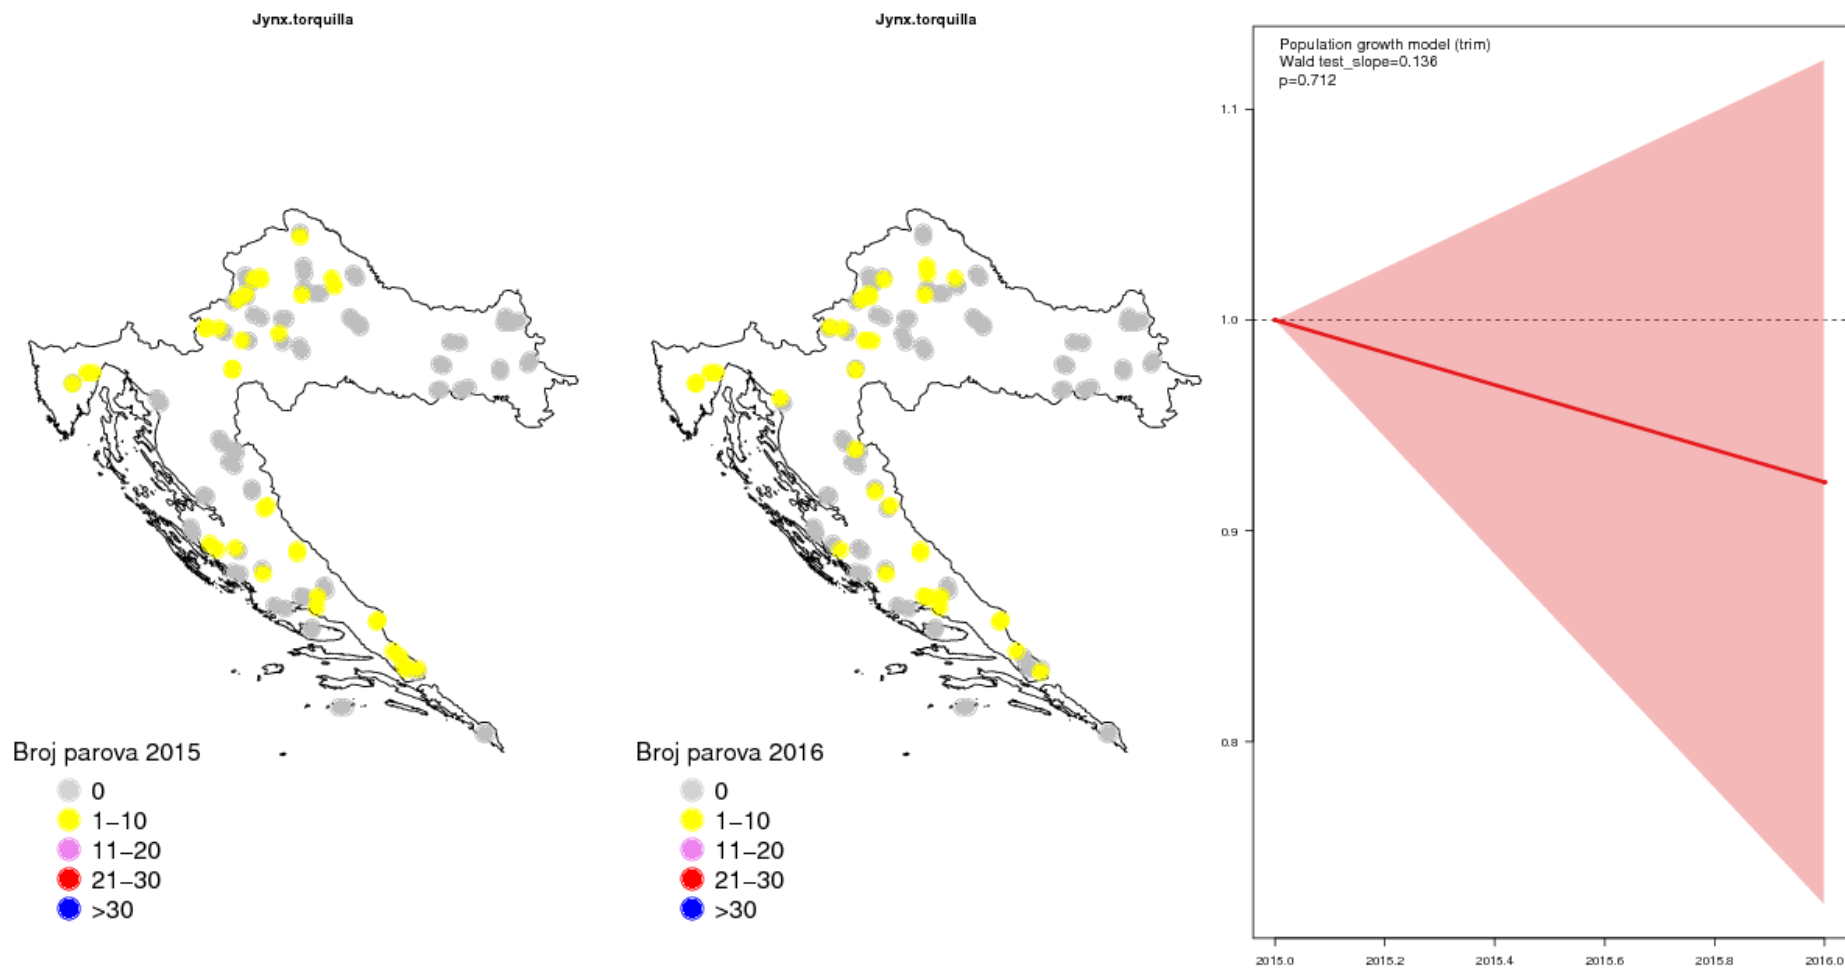 Jynx.torquilla
Broj parova 2015
0
1–10
11–20
21–30
>30
Jynx.torquilla
Broj parova 2016
0
1–10
11–20
21–30
>30
Population growth model (trim)
Wald test_slope=0.136
p=0.712
1.1
1.0
0.9
0.8
2015.0 2015.2 2015.4 2015.6 2015.8 2016.0